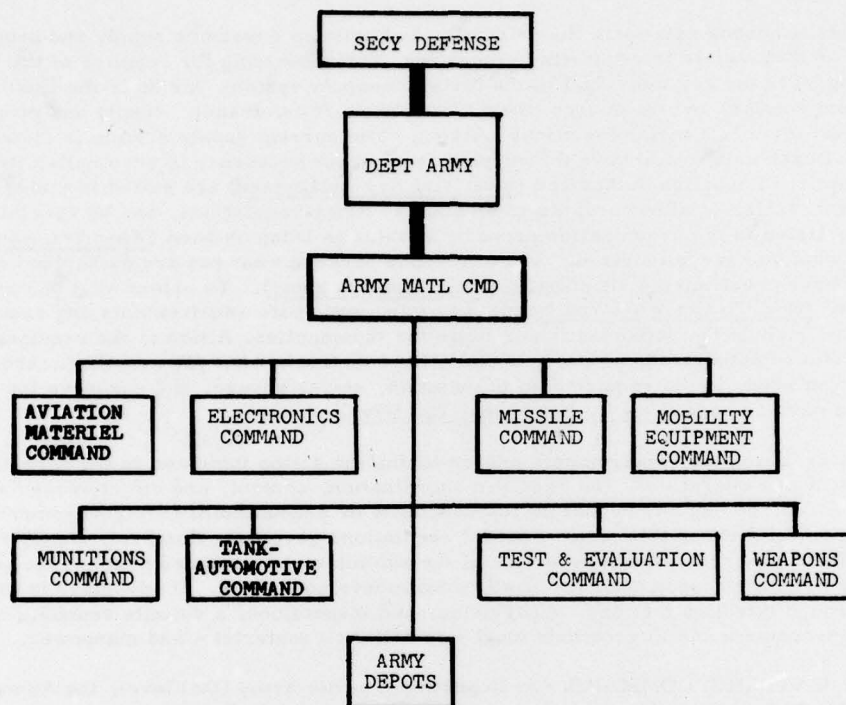 SECY DEFENSE
DEPT ARMY
ARMY MATL CMD
AVIATION
MATERIEL
COMMAND
ELECTRONICS
COMMAND
MISSILE
COMMAND
MOBILITY
EQUIPMENT
COMMAND
MUNITIONS
COMMAND
TANK-
AUTOMOTIVE
COMMAND
TEST & EVALUATION
COMMAND
WEAPONS
COMMAND
ARMY
DEPOTS